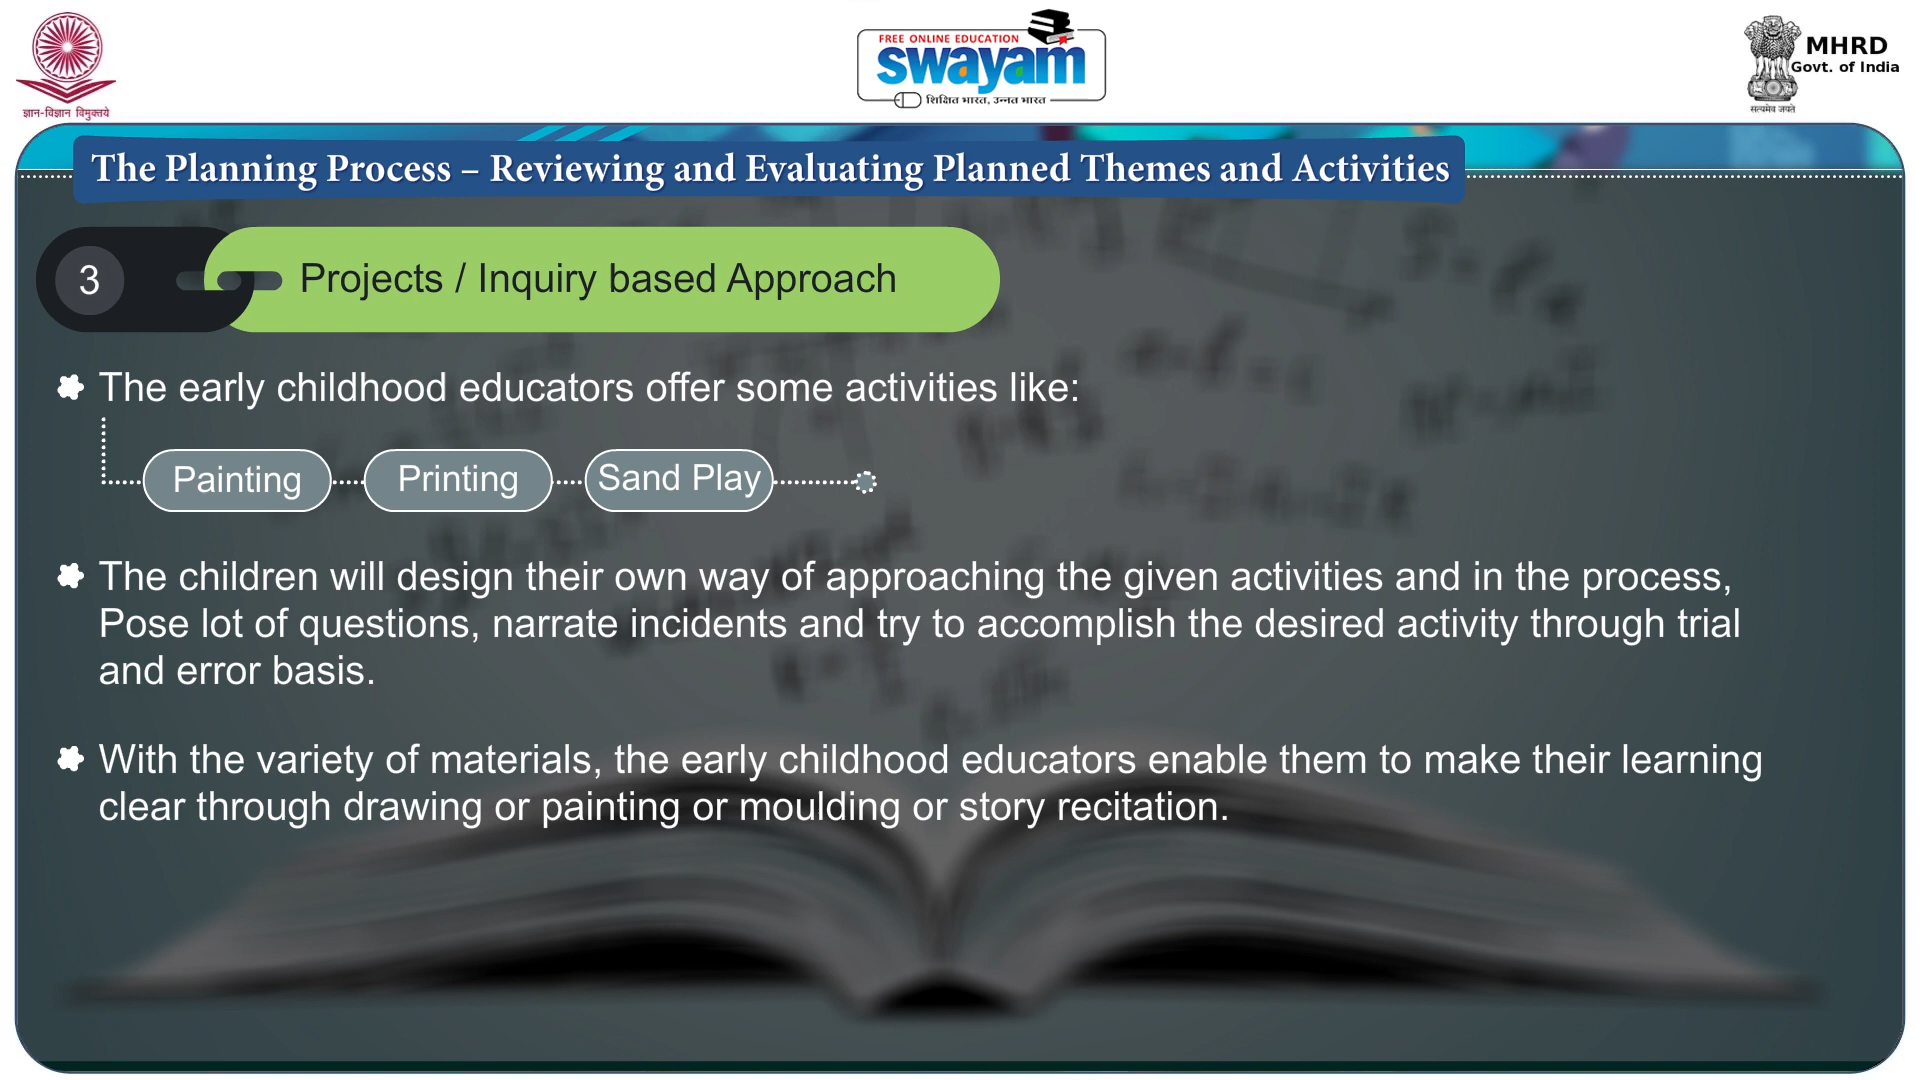 ज्ञान-विज्ञान विमुक्तये
FREE ONLINE EDUCATION
swayam
शिक्षित भारत, उन्नत भारत
MHRD
Govt. of India
सत्यमेव जयते
The Planning Process – Reviewing and Evaluating Planned Themes and Activities
3
Projects / Inquiry based Approach
The early childhood educators offer some activities like:
Painting
Printing
Sand Play
The children will design their own way of approaching the given activities and in the process,
Pose lot of questions, narrate incidents and try to accomplish the desired activity through trial
and error basis.
With the variety of materials, the early childhood educators enable them to make their learning
clear through drawing or painting or moulding or story recitation.